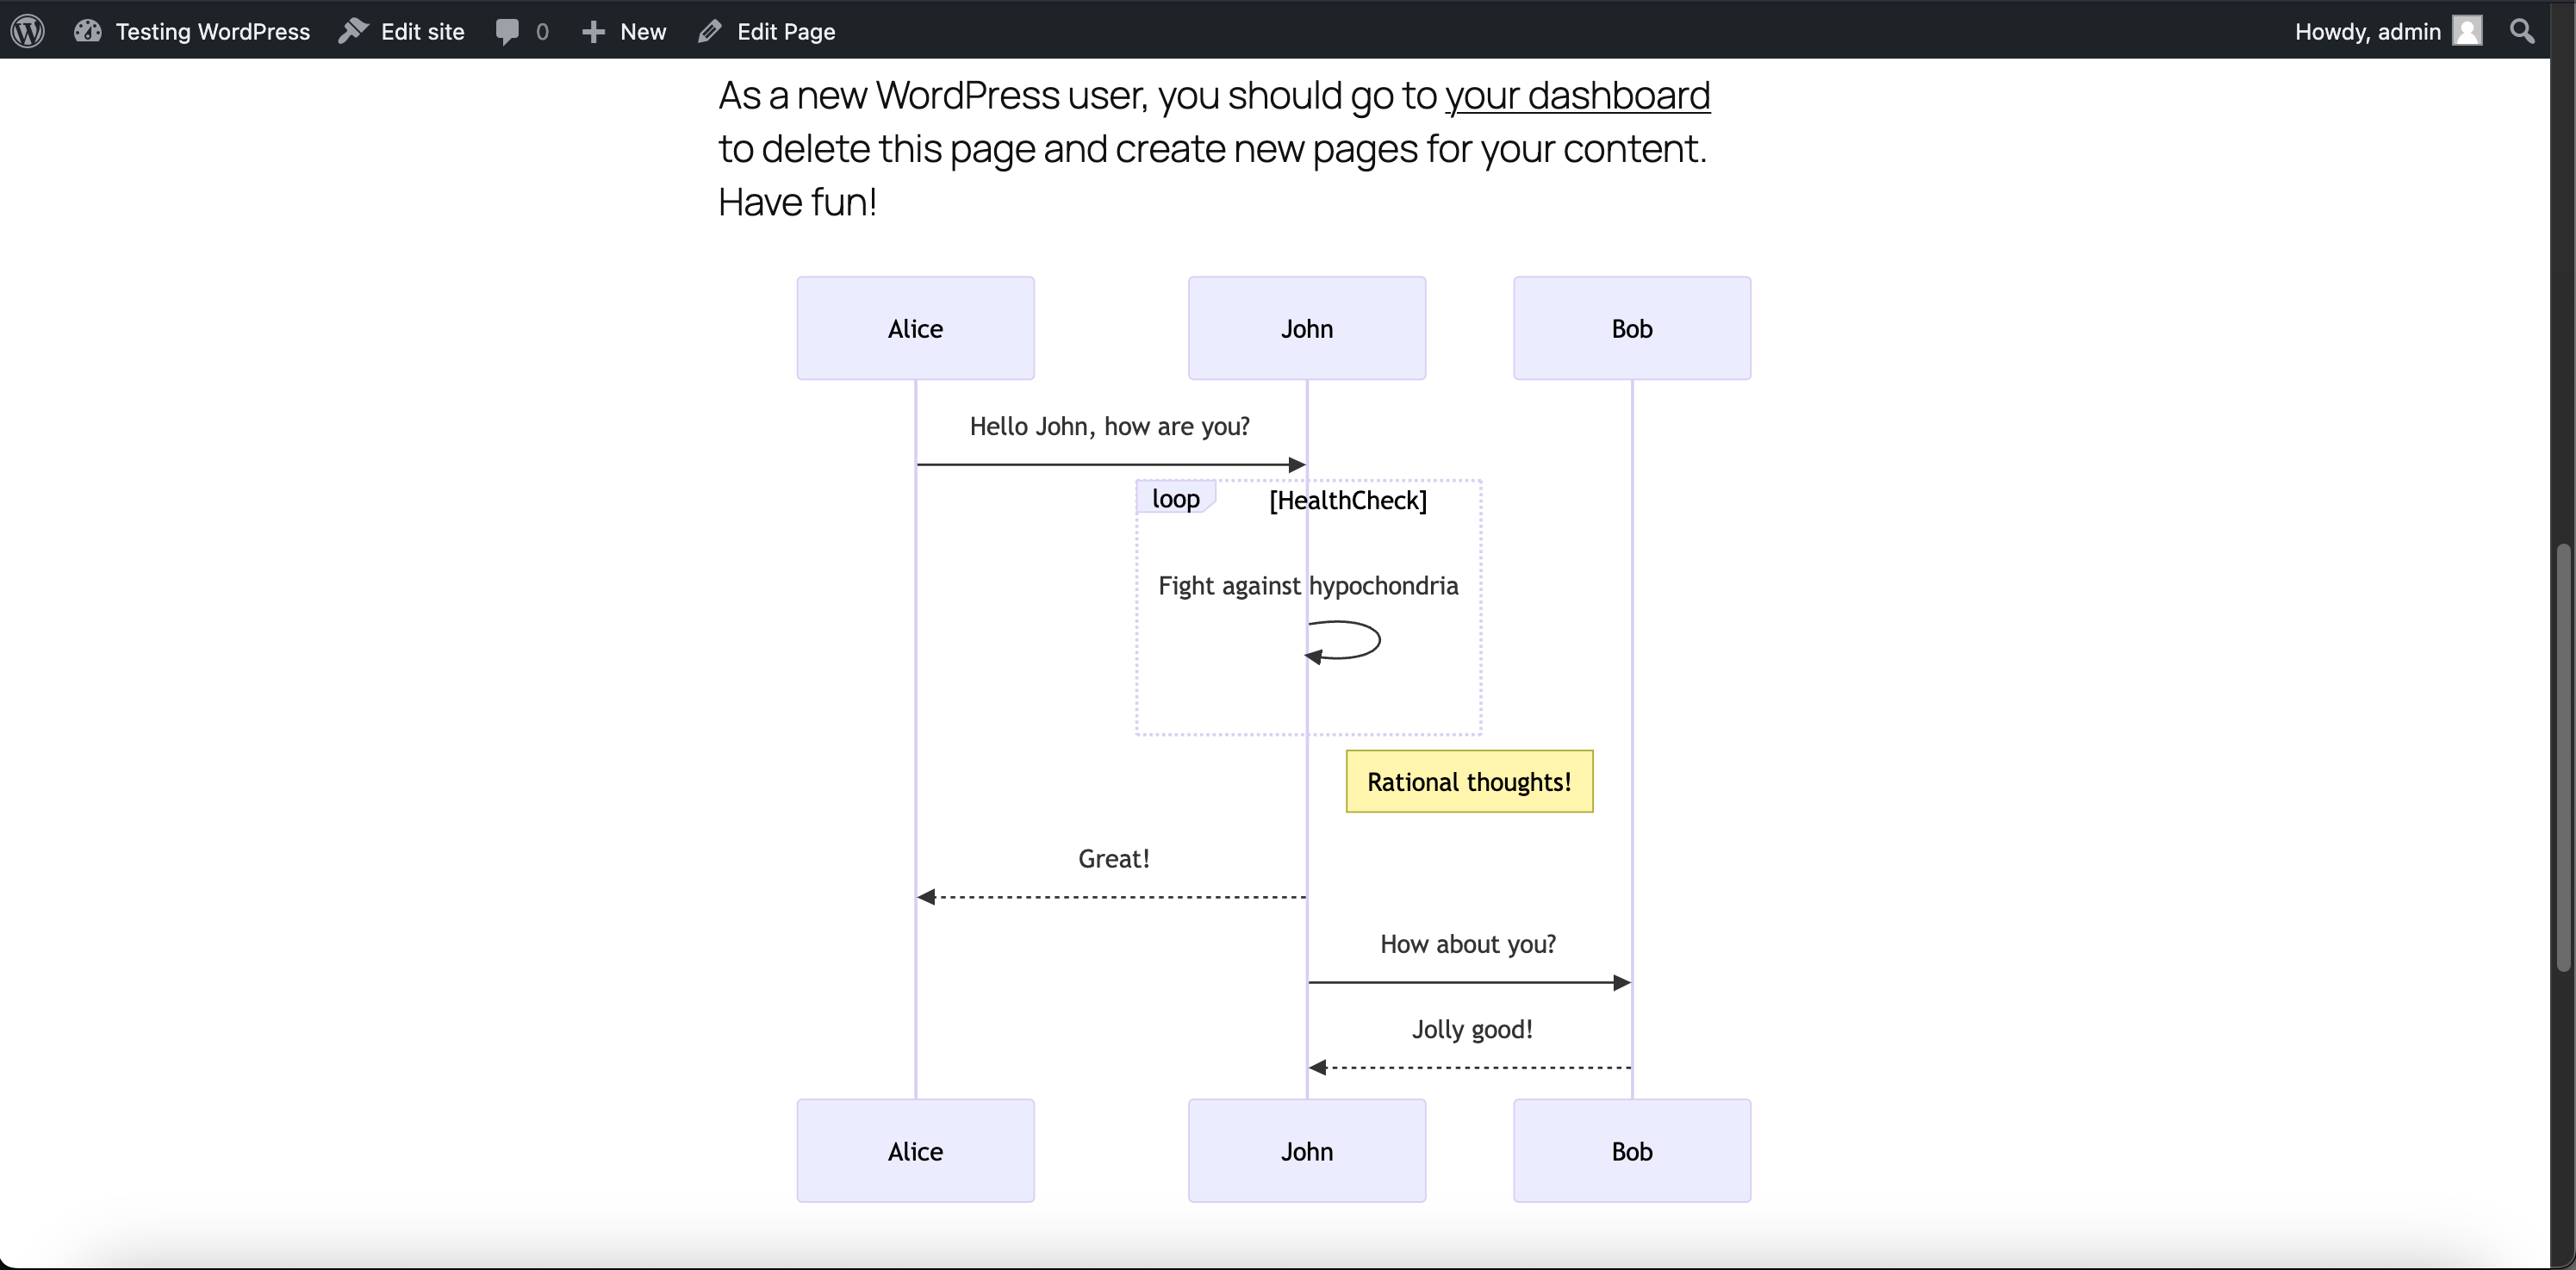 Testing WordPress Edit site 0 New Edit Page Howdy, admin
As a new WordPress user, you should go to your dashboard
to delete this page and create new pages for your content.
Have fun!
Alice John Bob
Hello John, how are you?
loop [HealthCheck]
Fight against hypochondria
Rational thoughts!
Great!
How about you?
Jolly good!
Alice John Bob